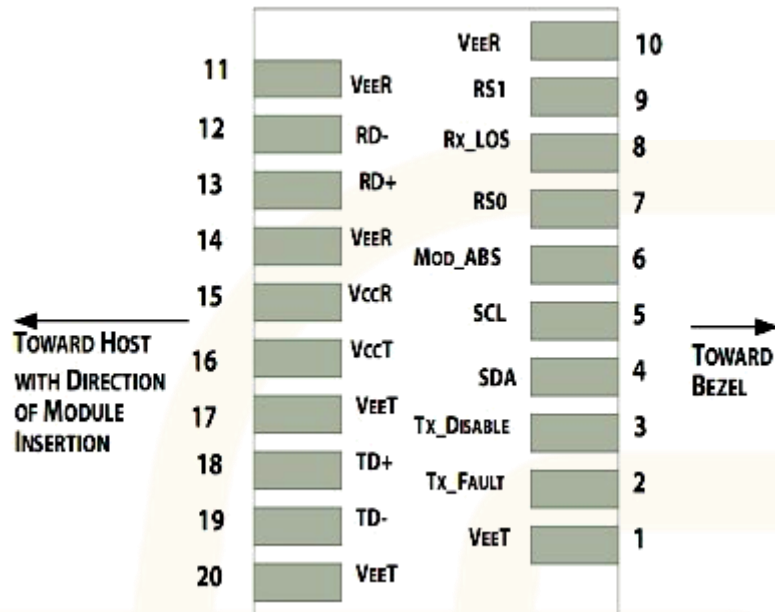 11 VEER
12 RD-
13 RD+
14 VEER
15 VCCR
16 VCCT
17 VEET
18 TD+
19 TD-
20 VEET
TOWARD HOST
WITH DIRECTION
OF MODULE
INSERTION
VEER 10
RS1 9
RX_LOS 8
RS0 7
MOD_ABS 6
SCL 5
SDA 4
TX_DISABLE 3
TX_FAULT 2
VEET 1
TOWARD
BEZEL